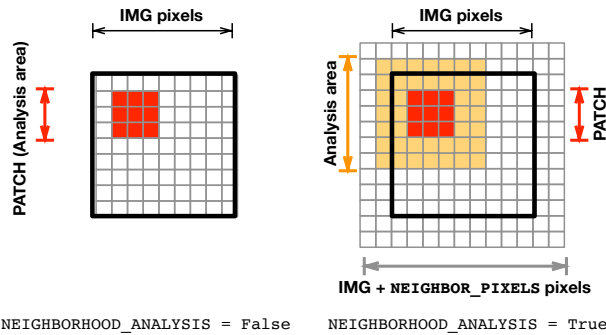 IMG pixels
PATCH (Analysis area)
NEIGHBORHOOD_ANALYSIS = False
IMG pixels
Analysis area
PATCH
IMG + NEIGHBOR_PIXELS pixels
NEIGHBORHOOD_ANALYSIS = True